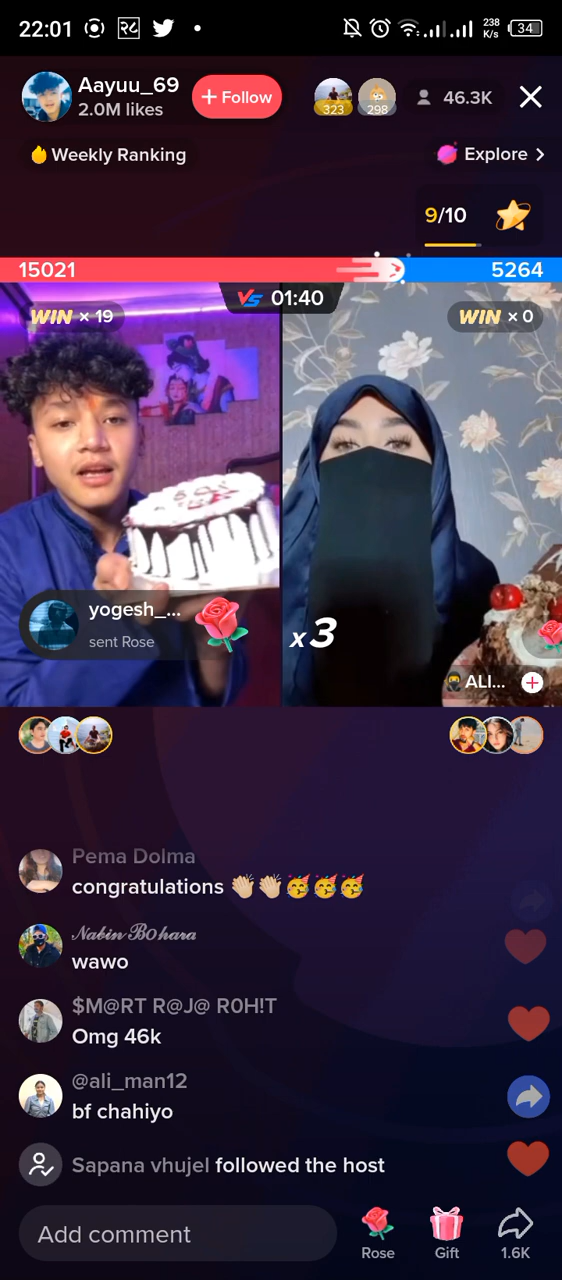 22:01
२८
238
K/s
34
Aayuu_69
2.0M likes
+ Follow
323
298
46.3K
Weekly Ranking
Explore >
9/10
15021
5264
VS 01:40
WIN × 19
WIN × 0
yogesh_...
sent Rose
x3
ALI...
Pema Dolma
congratulations 👏🏼👏🏼🥳🥳🥳
𝓝𝓪𝓫𝓲𝓷 𝓑𝓸𝓱𝓪𝓻𝓪
wawo
$M@RT R@J@ R0H!T
Omg 46k
@ali_man12
bf chahiyo
Sapana vhujel followed the host
Add comment
Rose
Gift
1.6K